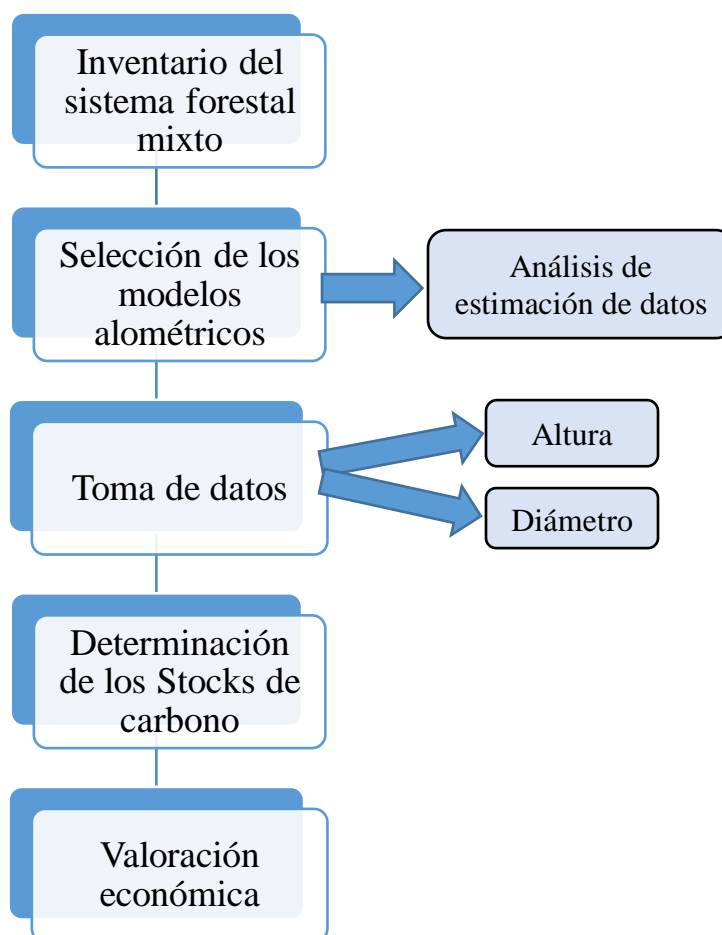 Inventario del
sistema forestal
mixto
Selección de los
modelos
alométricos
Análisis de
estimación de datos
Toma de datos
Altura
Diámetro
Determinación
de los Stocks de
carbono
Valoración
económica